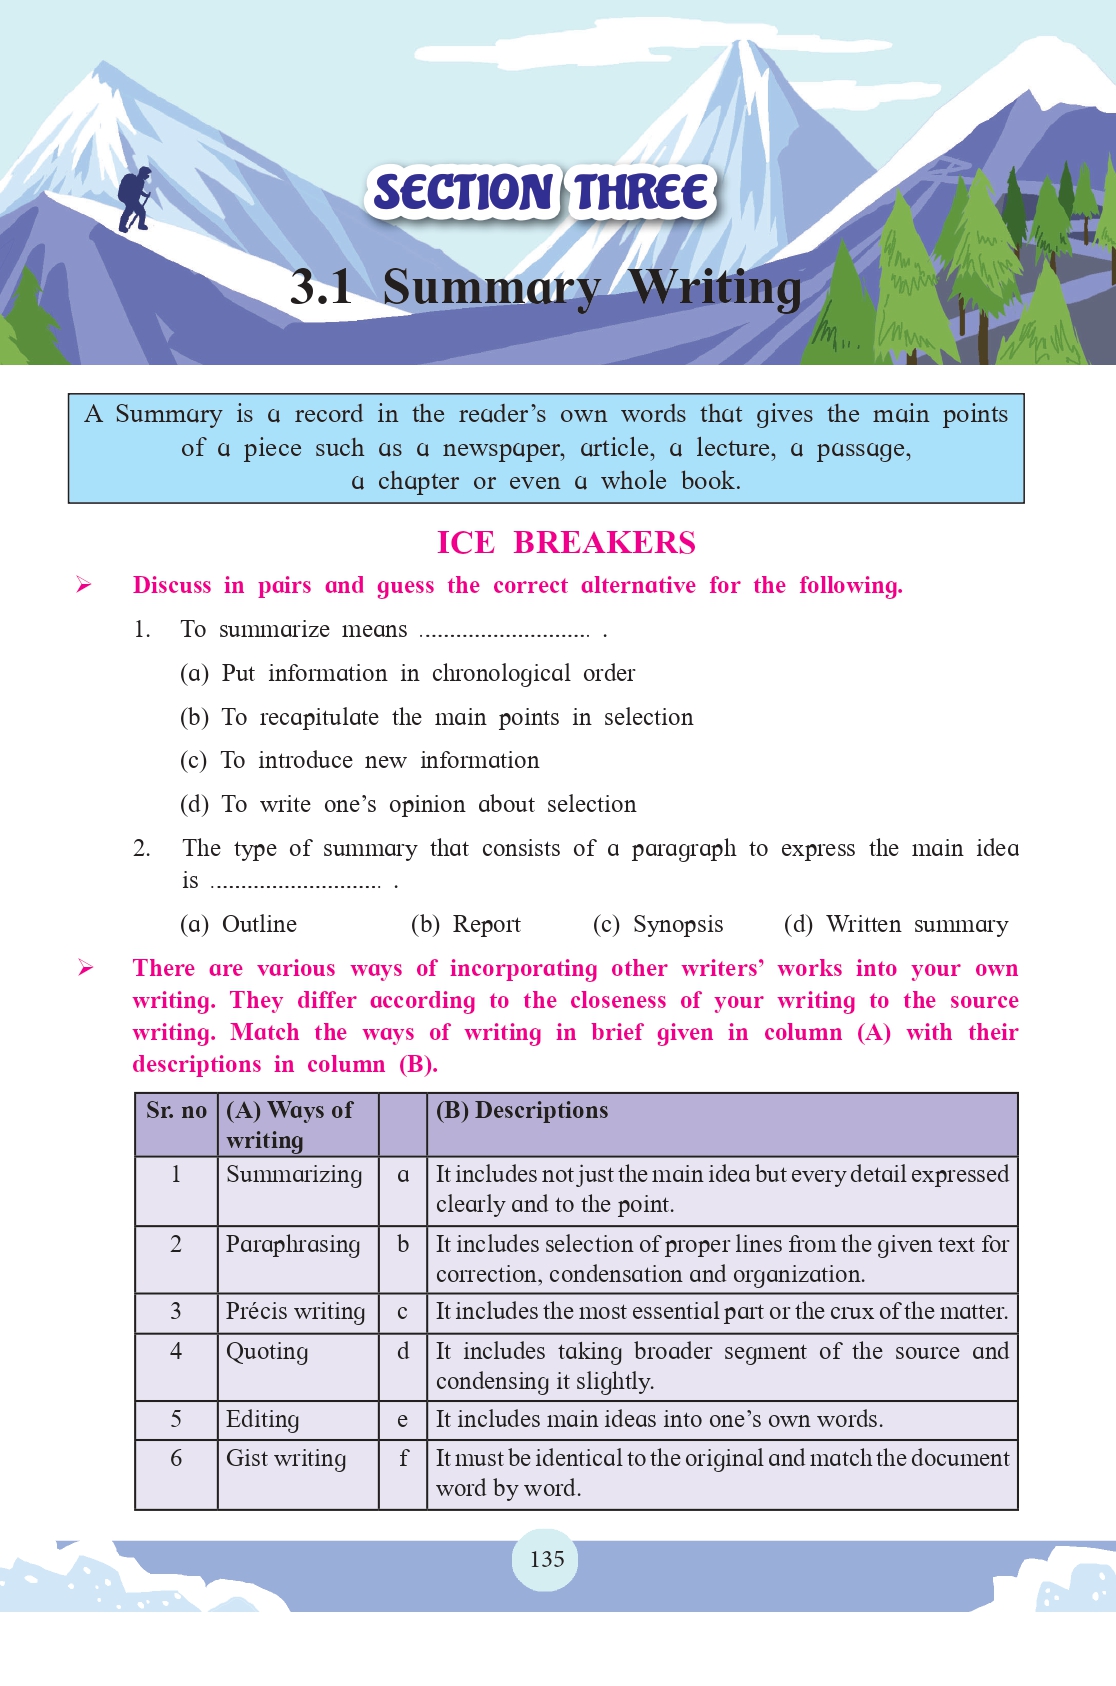 SECTION THREE
3.1 Summary Writing
A Summary is a record in the reader’s own words that gives the main points
of a piece such as a newspaper, article, a lecture, a passage,
a chapter or even a whole book.
ICE BREAKERS
➢ Discuss in pairs and guess the correct alternative for the following.
1. To summarize means ............................ .
(a) Put information in chronological order
(b) To recapitulate the main points in selection
(c) To introduce new information
(d) To write one’s opinion about selection
2. The type of summary that consists of a paragraph to express the main idea
is ............................ .
(a) Outline (b) Report (c) Synopsis (d) Written summary
➢ There are various ways of incorporating other writers’ works into your own
writing. They differ according to the closeness of your writing to the source
writing. Match the ways of writing in brief given in column (A) with their
descriptions in column (B).
Sr. no (A) Ways of (B) Descriptions
writing
1 Summarizing a It includes not just the main idea but every detail expressed
clearly and to the point.
2 Paraphrasing b It includes selection of proper lines from the given text for
correction, condensation and organization.
3 Précis writing c It includes the most essential part or the crux of the matter.
4 Quoting d It includes taking broader segment of the source and
condensing it slightly.
5 Editing e It includes main ideas into one’s own words.
6 Gist writing f It must be identical to the original and match the document
word by word.
135